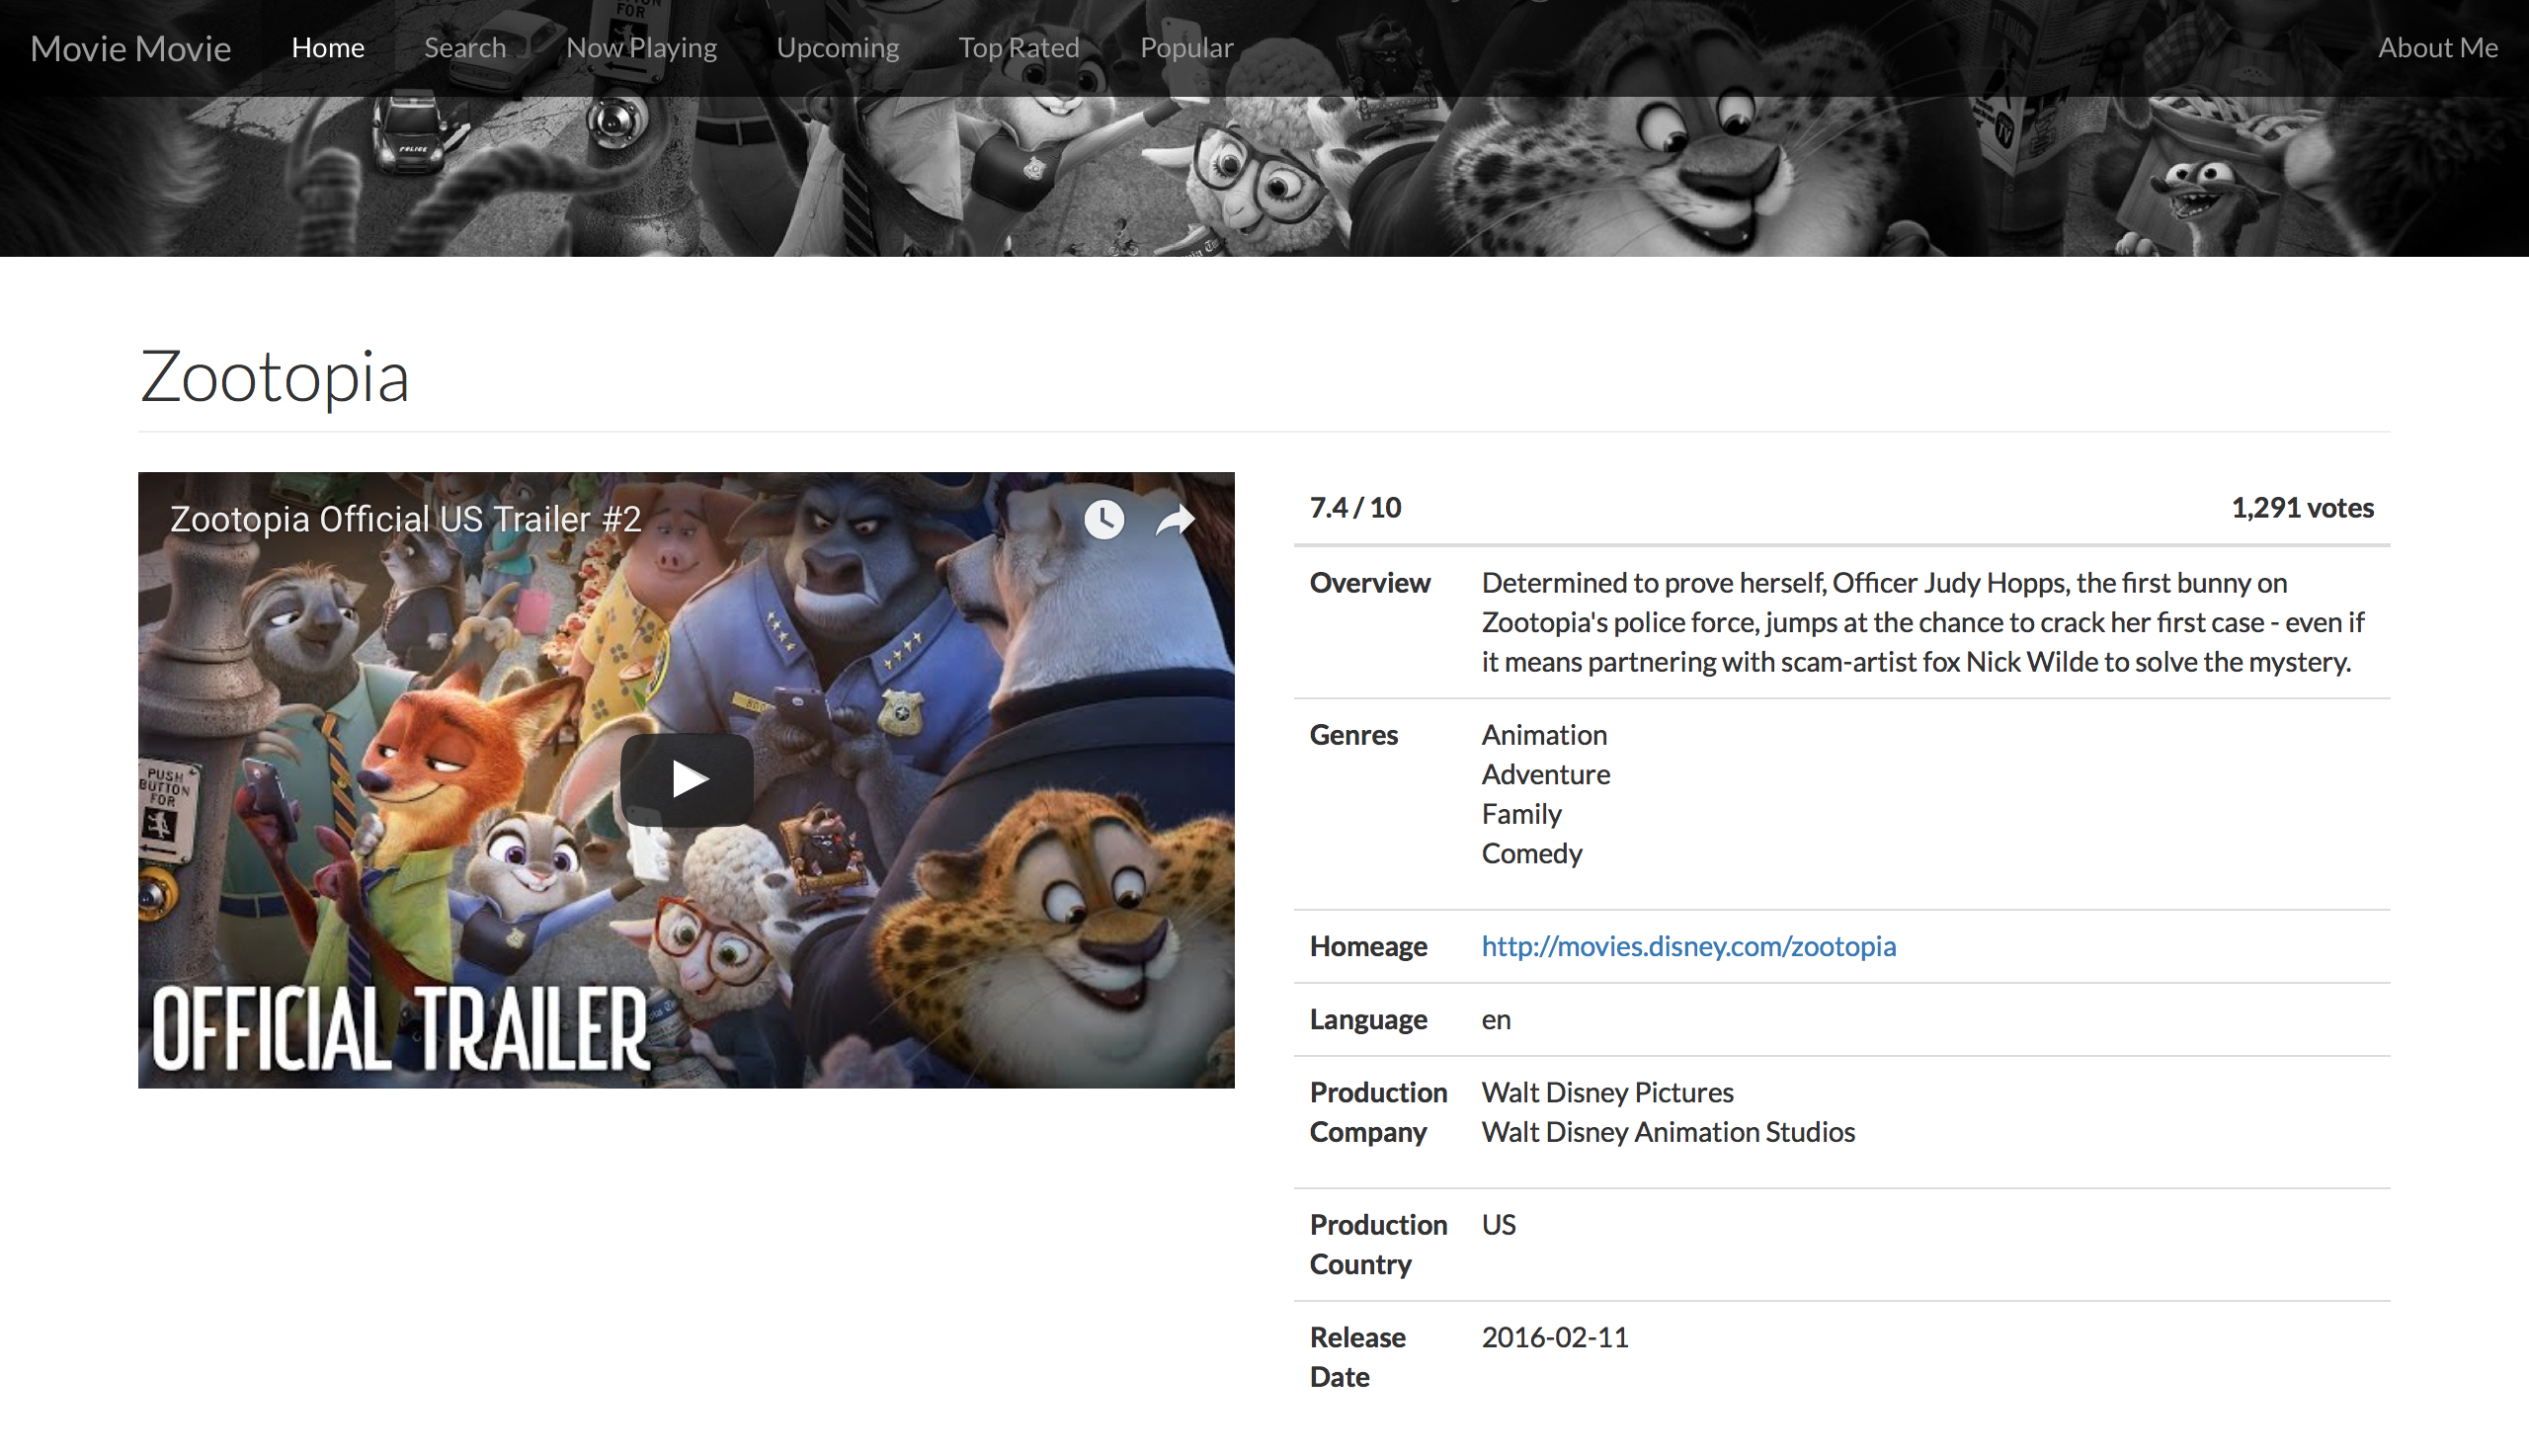 Movie Movie Home Search Now Playing Upcoming Top Rated Popular About Me
FOR
POLICE
TV
Zootopia
Zootopia Official US Trailer #2
PUSH
BUTTON
FOR
OFFICIAL TRAILER
7.4 / 10 1,291 votes
Overview Determined to prove herself, Officer Judy Hopps, the first bunny on
Zootopia's police force, jumps at the chance to crack her first case - even if
it means partnering with scam-artist fox Nick Wilde to solve the mystery.
Genres Animation
Adventure
Family
Comedy
Homeage http://movies.disney.com/zootopia
Language en
Production Walt Disney Pictures
Company Walt Disney Animation Studios
Production US
Country
Release 2016-02-11
Date